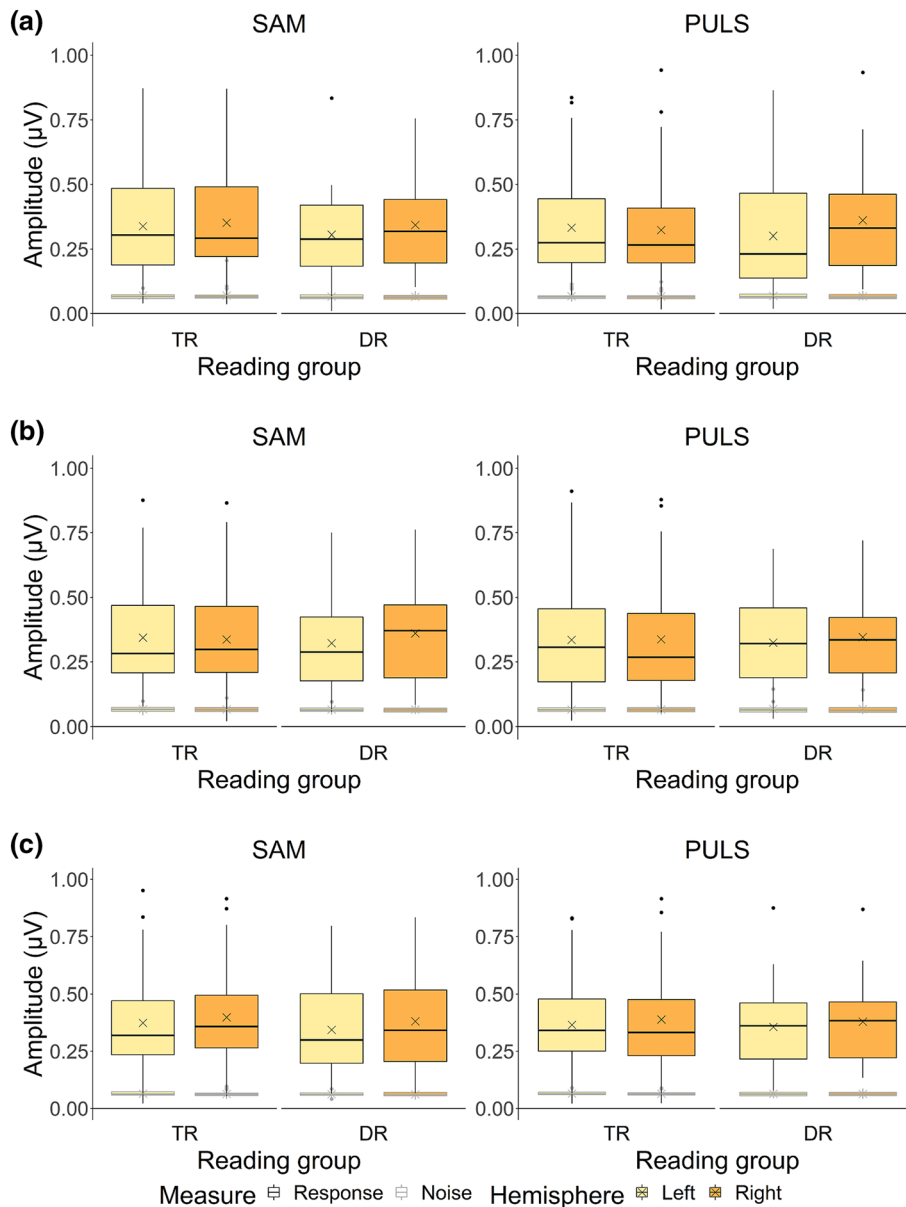 (a)
SAM
PULS
Amplitude (µV)
1.00
0.75
0.50
0.25
0.00
TR
DR
Reading group
1.00
0.75
0.50
0.25
0.00
TR
DR
Reading group
(b)
SAM
PULS
Amplitude (µV)
1.00
0.75
0.50
0.25
0.00
TR
DR
Reading group
1.00
0.75
0.50
0.25
0.00
TR
DR
Reading group
(c)
SAM
PULS
Amplitude (µV)
1.00
0.75
0.50
0.25
0.00
TR
DR
Reading group
1.00
0.75
0.50
0.25
0.00
TR
DR
Reading group
Measure Response Noise Hemisphere Left Right